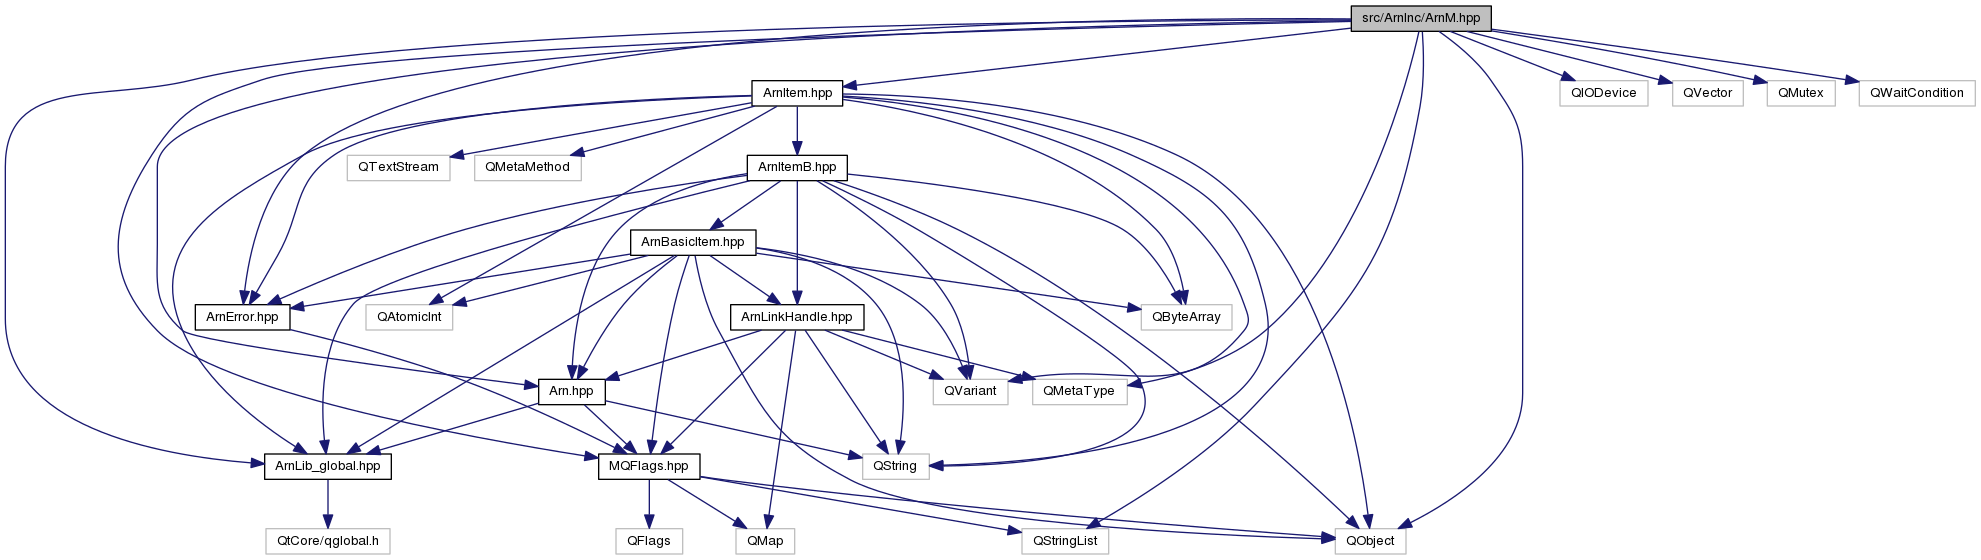 src/ArnInc/ArnM.hpp
ArnItem.hpp
QIODevice
QVector
QMutex
QWaitCondition
QTextStream
QMetaMethod
ArnItemB.hpp
ArnBasicItem.hpp
ArnError.hpp
QAtomicInt
ArnLinkHandle.hpp
QByteArray
Arn.hpp
QVariant
QMetaType
ArnLib_global.hpp
MQFlags.hpp
QString
QtCore/qglobal.h
QFlags
QMap
QStringList
QObject